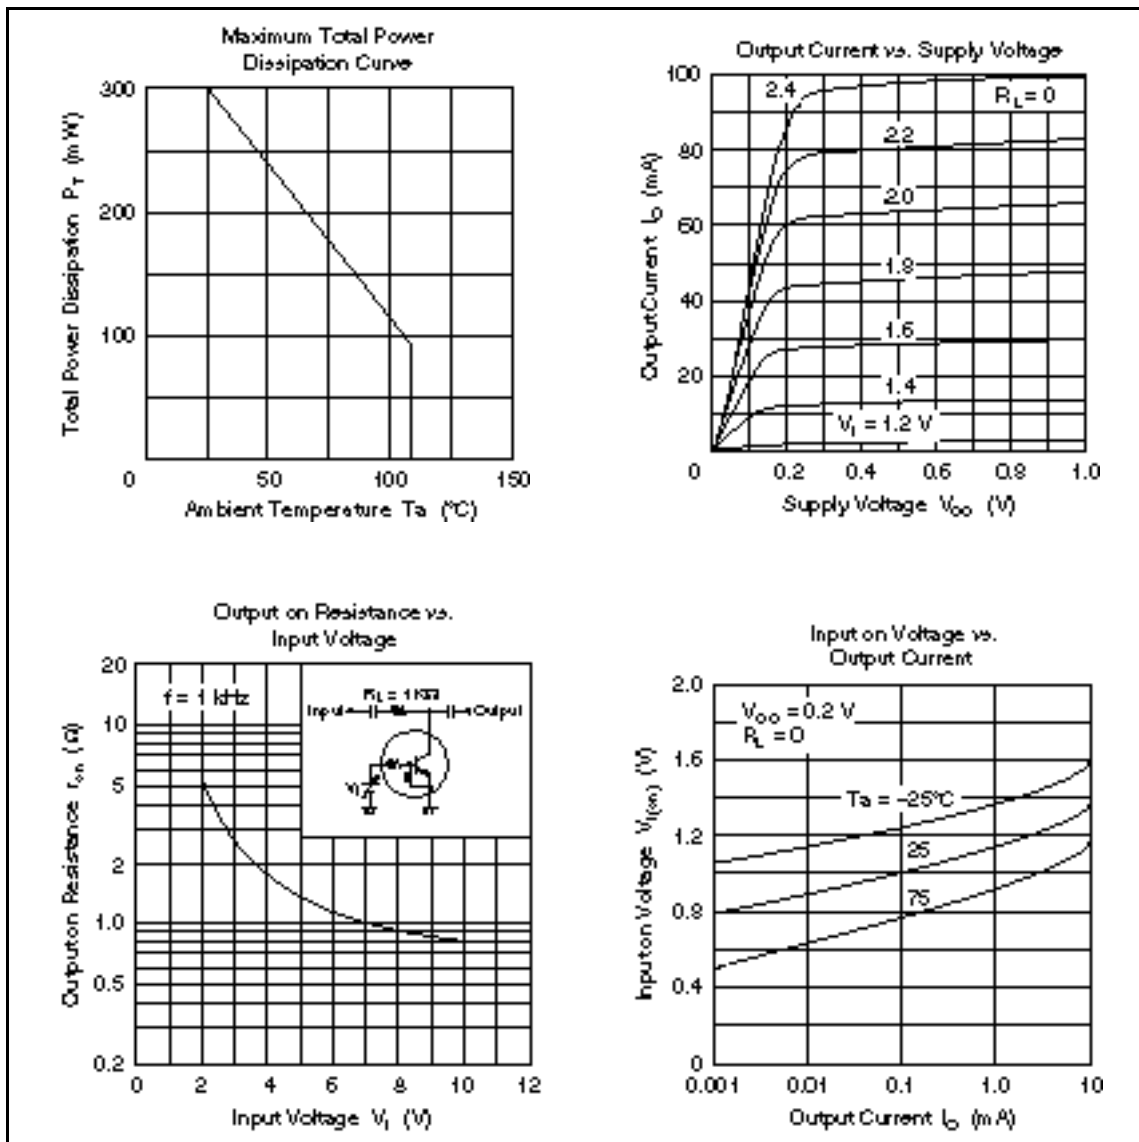 Maximum Total Power
Dissipation Curve
300
200
100
0
50
100
150
Total Power Dissipation P_T (mW)
Ambient Temperature Ta (°C)
Output Current vs. Supply Voltage
100
80
60
40
20
0
0.2
0.4
0.6
0.8
1.0
2.4
R_L = 0
2.2
2.0
1.8
1.6
1.4
V_I = 1.2 V
Output Current I_O (mA)
Supply Voltage V_OO (V)
Output on Resistance vs.
Input Voltage
20
10
5
2
1.0
0.5
0.2
0
2
4
6
8
10
12
f = 1 kHz
R_L = 1 KΩ
Input
Output
V_I
Output on Resistance r_on (Ω)
Input Voltage V_I (V)
Input on Voltage vs.
Output Current
2.0
1.6
1.2
0.8
0.4
0
0.001
0.01
0.1
1.0
10
V_OO = 0.2 V
R_L = 0
Ta = –25°C
25
75
Input on Voltage V_I(on) (V)
Output Current I_O (mA)